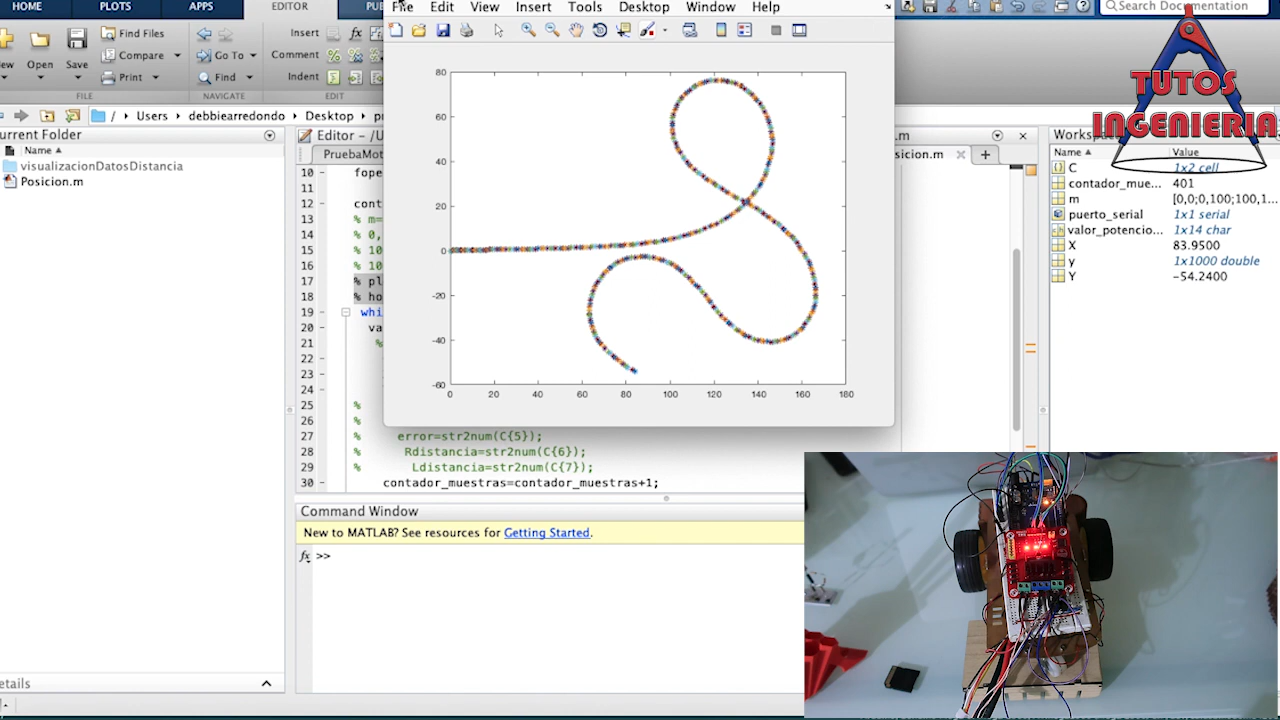 HOME PLOTS APPS EDITOR
File Edit View Insert Tools Desktop Window Help
Search Documentation
Find Files
Compare
Print
Open Save
Go To
Find
Insert
Comment
Indent
FILE NAVIGATE EDIT
/ Users debbiearredondo Desktop
TUTOS
INGENIERIA
urrent Folder
Name
visualizacionDatosDistancia
Posicion.m
Editor - /U
PruebaMot
sicion.m
10 fope
11
12 cont
13 % m=
14 % 0,
15 % 10
16 % 10
17 % pl
18 % ho
19 whi
20 va
21 %
22
23
24
25 %
26 %
27 % error=str2num(C{5});
28 % Rdistancia=str2num(C{6});
29 % Ldistancia=str2num(C{7});
30 contador_muestras=contador_muestras+1;
80
60
40
20
0
-20
-40
-60
0 20 40 60 80 100 120 140 160 180
Name Value
C 1x2 cell
contador_mue... 401
m [0,0;0,100;100,1...
puerto_serial 1x1 serial
valor_potencio... 1x14 char
X 83.9500
y 1x1000 double
Y -54.2400
Command Window
New to MATLAB? See resources for Getting Started.
fx >>
etails